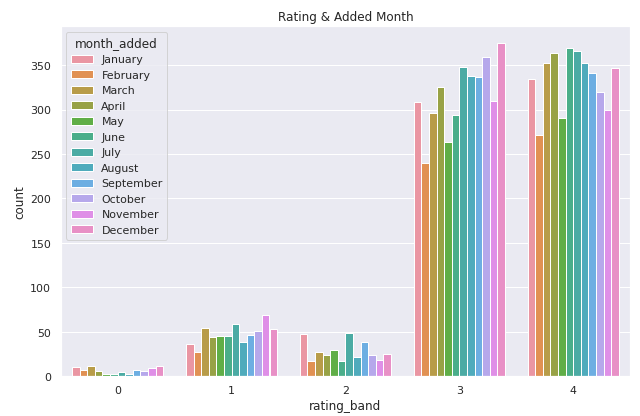 Rating & Added Month
month_added
January
February
March
April
May
June
July
August
September
October
November
December
350
300
250
200
150
100
50
0
count
0 1 2 3 4
rating_band